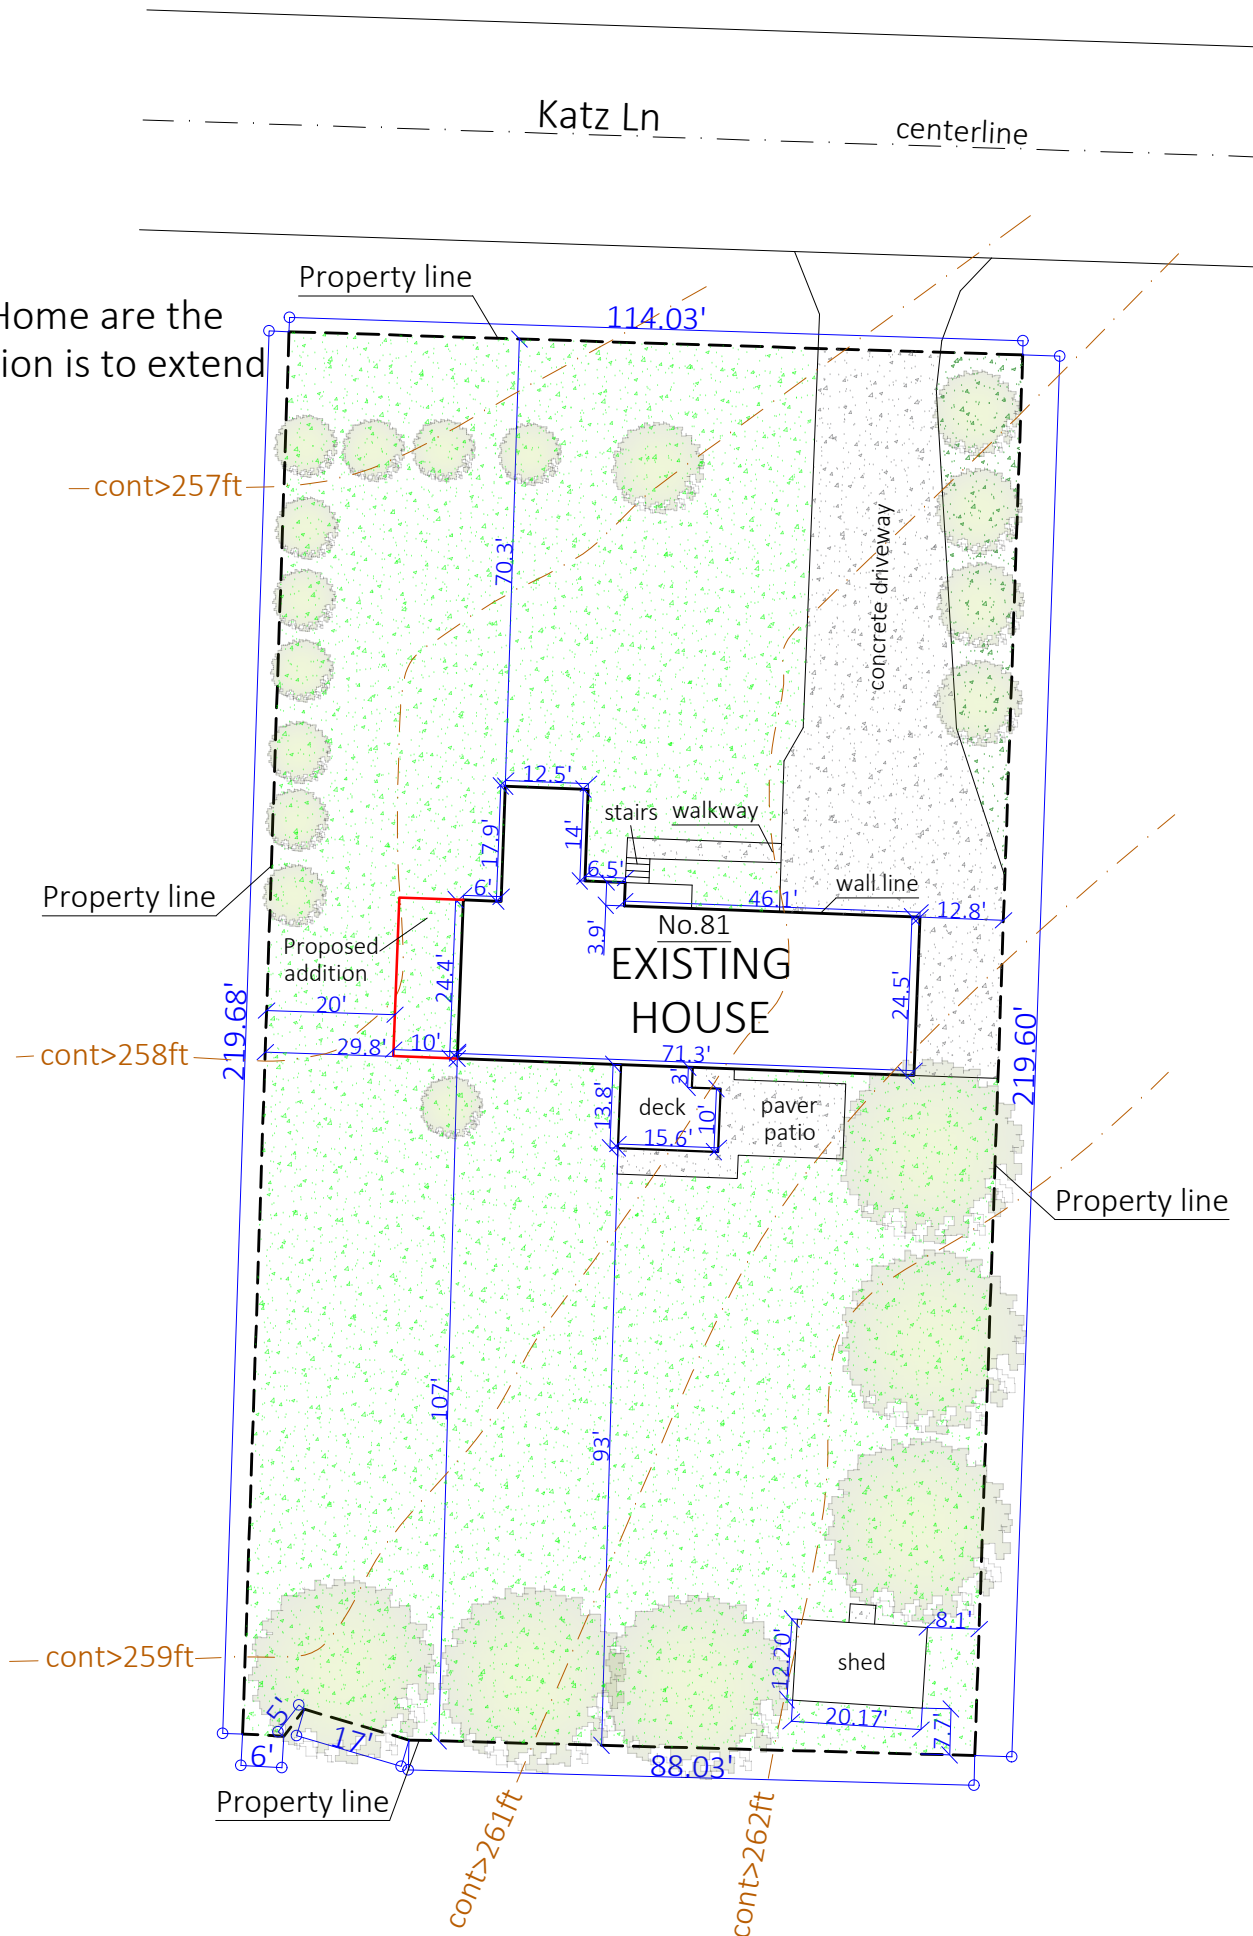 Katz Ln
centerline
Property line
Home are the
tion is to extend
114.03'
cont>257ft
70.3'
concrete driveway
12.5'
17.9'
14'
stairs
walkway
6.5'
6'
46.1'
wall line
12.8'
Property line
3.9'
No.81
EXISTING
HOUSE
Proposed
addition
24.4'
24.5'
20'
219.68'
219.60'
cont>258ft
29.8'
10'
71.3'
3'
13.8'
deck
10'
15.6'
paver
patio
Property line
107'
93'
cont>259ft
8.1'
12.20'
shed
20.17'
7.7'
5'
17'
6'
88.03'
Property line
cont>261ft
cont>262ft